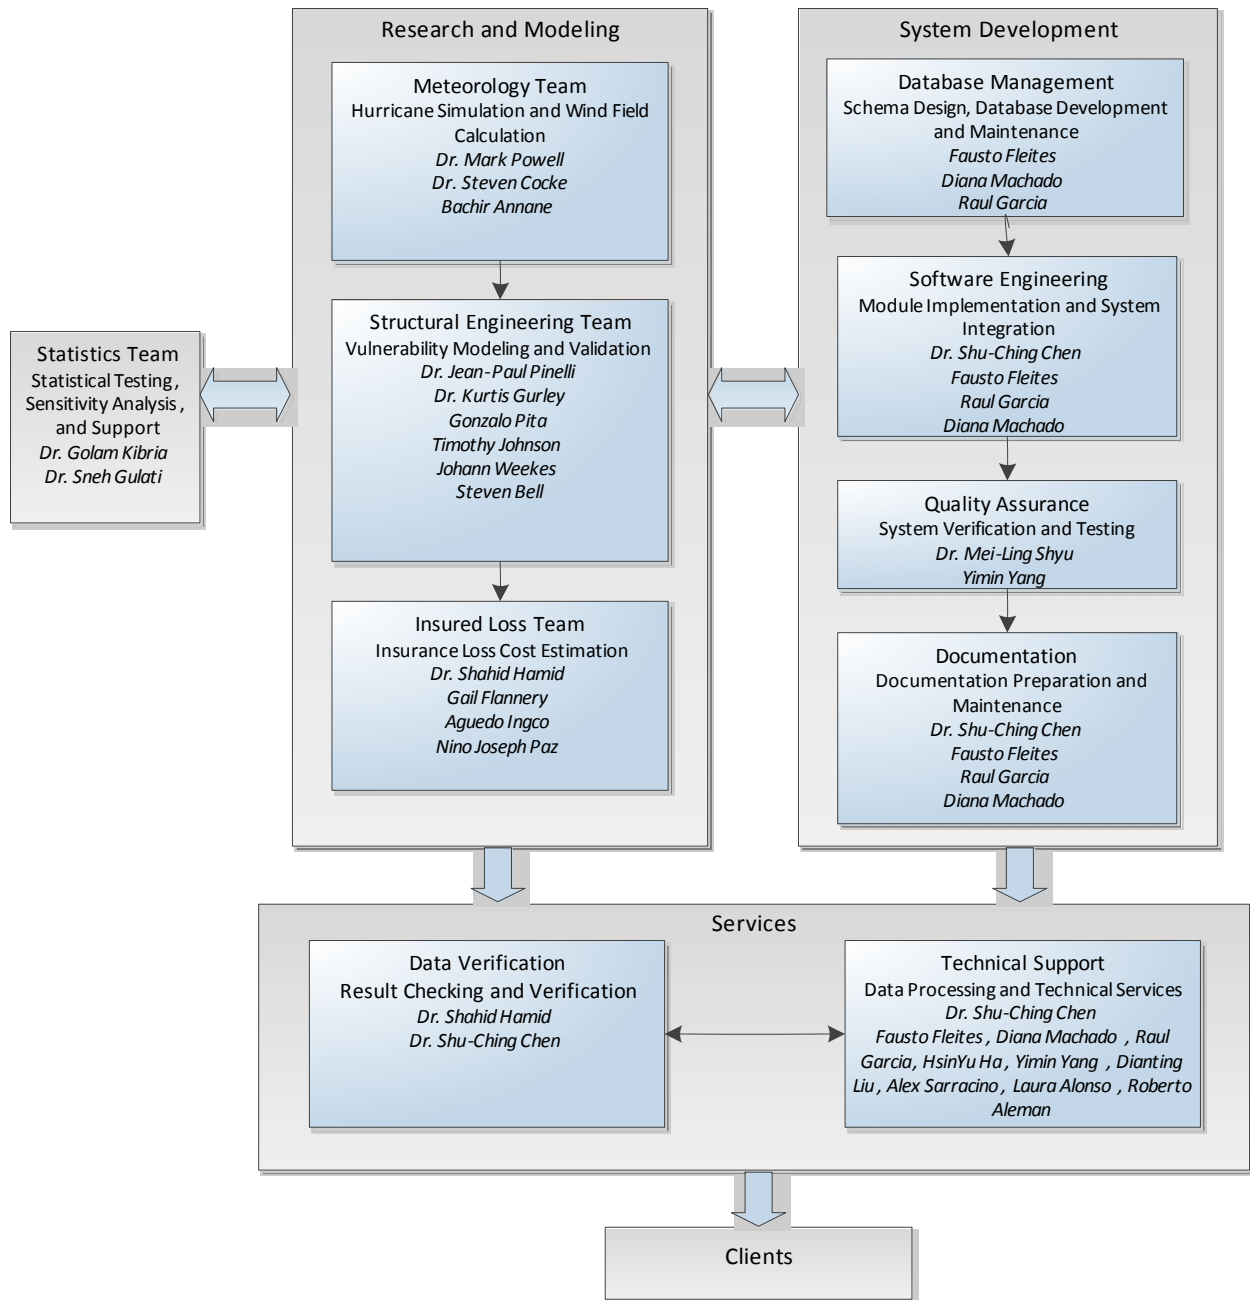 Research and Modeling
Meteorology Team
Hurricane Simulation and Wind Field
Calculation
Dr. Mark Powell
Dr. Steven Cocke
Bachir Annane
Structural Engineering Team
Vulnerability Modeling and Validation
Dr. Jean-Paul Pinelli
Dr. Kurtis Gurley
Gonzalo Pita
Timothy Johnson
Johann Weekes
Steven Bell
Insured Loss Team
Insurance Loss Cost Estimation
Dr. Shahid Hamid
Gail Flannery
Aguedo Ingco
Nino Joseph Paz
System Development
Database Management
Schema Design, Database Development
and Maintenance
Fausto Fleites
Diana Machado
Raul Garcia
Software Engineering
Module Implementation and System
Integration
Dr. Shu-Ching Chen
Fausto Fleites
Raul Garcia
Diana Machado
Quality Assurance
System Verification and Testing
Dr. Mei-Ling Shyu
Yimin Yang
Documentation
Documentation Preparation and
Maintenance
Dr. Shu-Ching Chen
Fausto Fleites
Raul Garcia
Diana Machado
Statistics Team
Statistical Testing ,
Sensitivity Analysis ,
and Support
Dr. Golam Kibria
Dr. Sneh Gulati
Services
Data Verification
Result Checking and Verification
Dr. Shahid Hamid
Dr. Shu-Ching Chen
Technical Support
Data Processing and Technical Services
Dr. Shu-Ching Chen
Fausto Fleites , Diana Machado , Raul
Garcia, HsinYu Ha , Yimin Yang , Dianting
Liu , Alex Sarracino , Laura Alonso , Roberto
Aleman
Clients